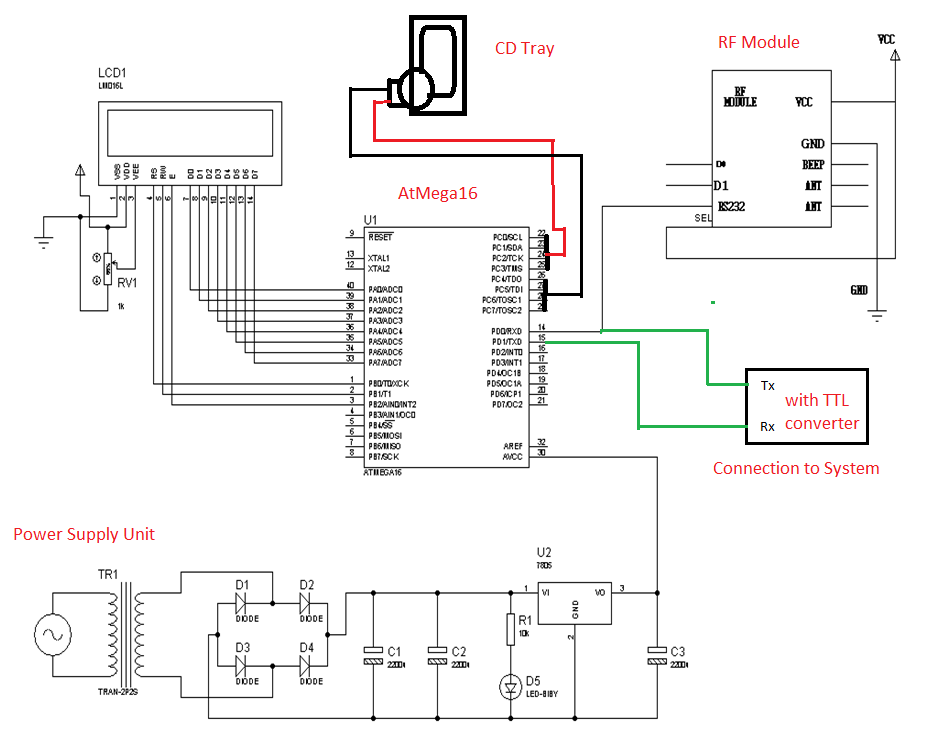 CD Tray
RF Module
VCC
LCD1
LM016L
VSS
VDD
VEE
RS
RW
E
D0
D1
D2
D3
D4
D5
D6
D7
1
2
3
4
5
6
7
8
9
10
11
12
13
14
RF
MODULE
VCC
GND
BEEP
ANT
ANT
D0
D1
RS232
SEL
GND
RV1
1k
AtMega16
U1
9 RESET
13 XTAL1
12 XTAL2
40 PA0/ADC0
39 PA1/ADC1
38 PA2/ADC2
37 PA3/ADC3
36 PA4/ADC4
35 PA5/ADC5
34 PA6/ADC6
33 PA7/ADC7
1 PB0/T0/XCK
2 PB1/T1
3 PB2/AIN0/INT2
4 PB3/AIN1/OC0
5 PB4/SS
6 PB5/MOSI
7 PB6/MISO
8 PB7/SCK
PC0/SCL 22
PC1/SDA 23
PC2/TCK 24
PC3/TMS 25
PC4/TDO 26
PC5/TDI
PC6/TOSC1
PC7/TOSC2
PD0/RXD 14
PD1/TXD 15
PD2/INT0 16
PD3/INT1 17
PD4/OC1B 18
PD5/OC1A 19
PD6/ICP1 20
PD7/OC2 21
AREF 32
AVCC 30
ATMEGA16
Tx
Rx
with TTL
converter
Connection to System
Power Supply Unit
TR1
TRAN-2P2S
D1
DIODE
D2
DIODE
D3
DIODE
D4
DIODE
C1
2200u
C2
2200u
R1
10k
D5
LED-BIBY
U2
7805
1 VI VO 3
GND
2
C3
2200u